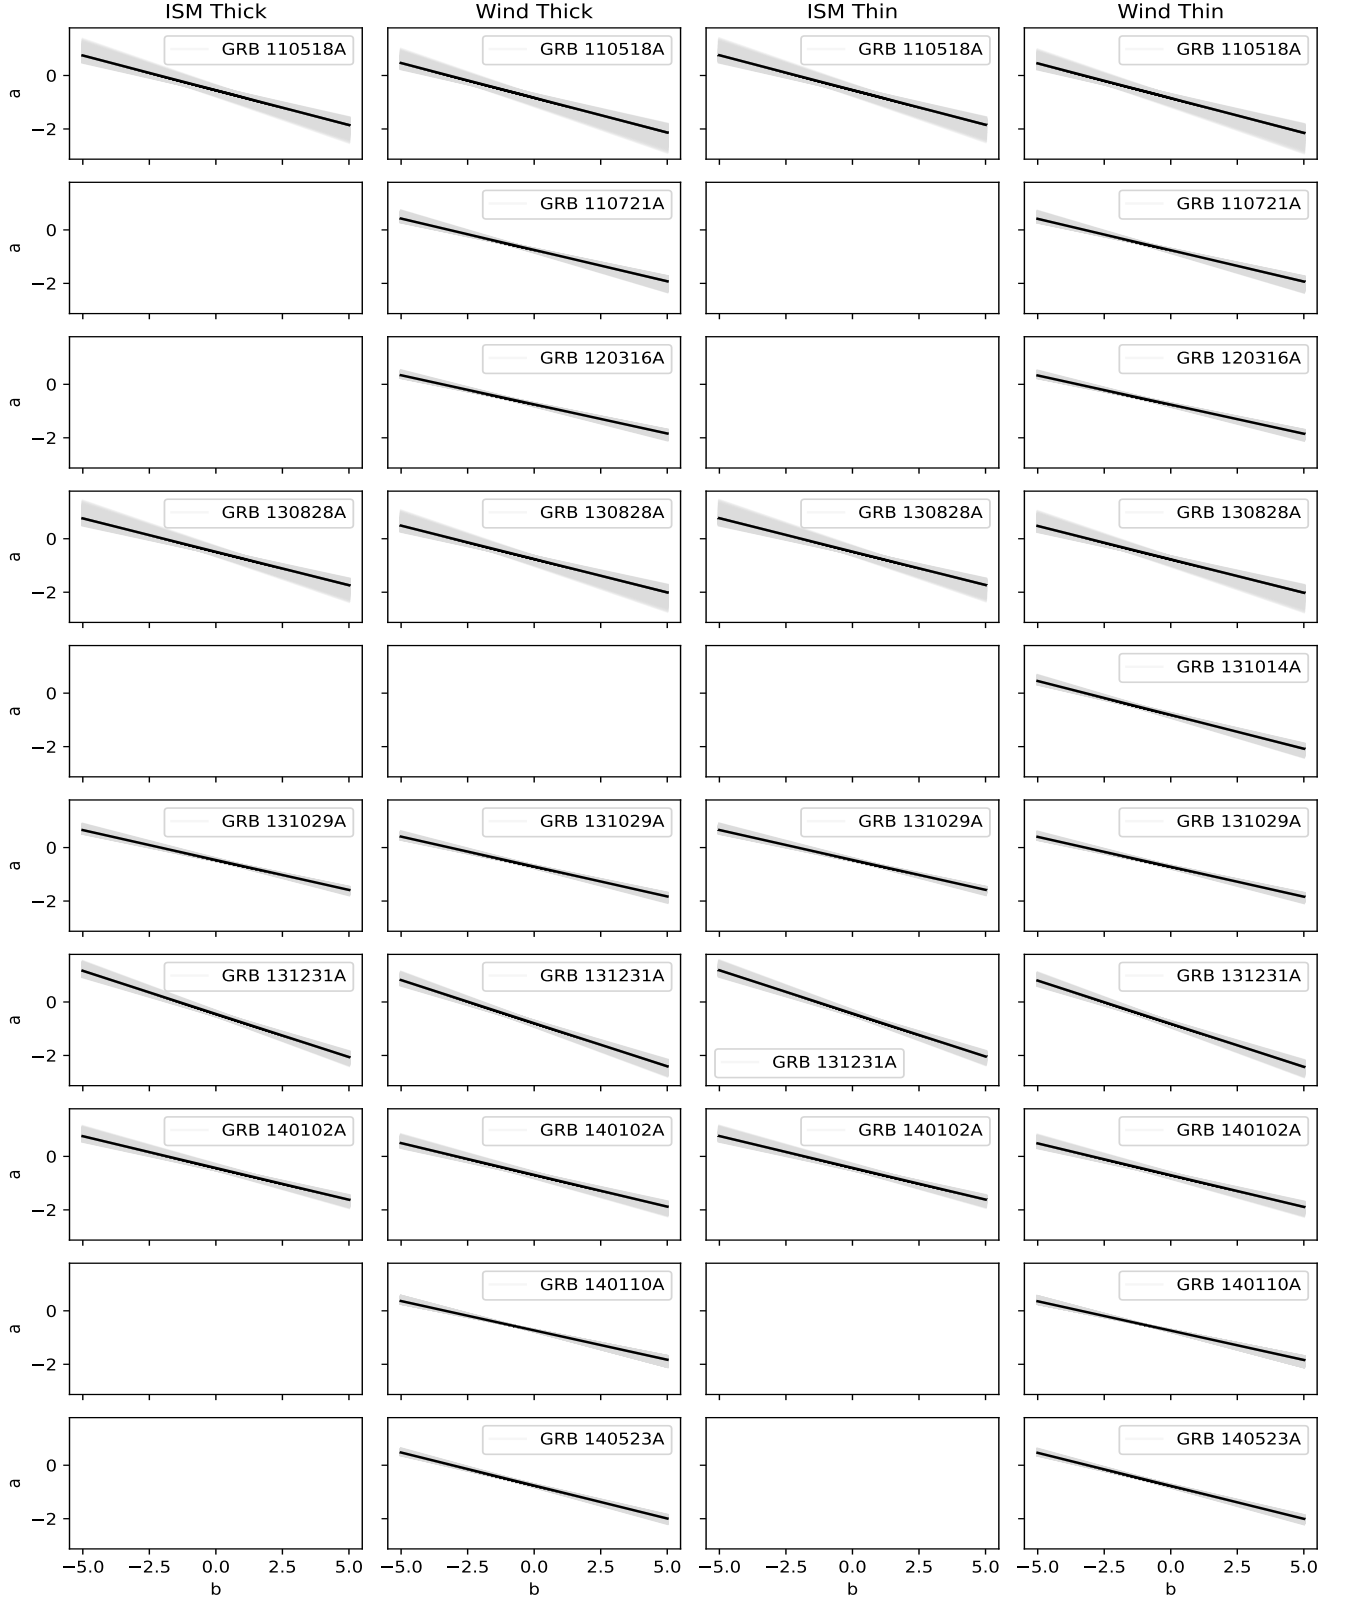 ISM Thick Wind Thick ISM Thin Wind Thin
a 0 −2 GRB 110518A GRB 110518A GRB 110518A GRB 110518A
a 0 −2 GRB 110721A GRB 110721A
a 0 −2 GRB 120316A GRB 120316A
a 0 −2 GRB 130828A GRB 130828A GRB 130828A GRB 130828A
a 0 −2 GRB 131014A
a 0 −2 GRB 131029A GRB 131029A GRB 131029A GRB 131029A
a 0 −2 GRB 131231A GRB 131231A GRB 131231A GRB 131231A
a 0 −2 GRB 140102A GRB 140102A GRB 140102A GRB 140102A
a 0 −2 GRB 140110A GRB 140110A
a 0 −2 GRB 140523A GRB 140523A
−5.0 −2.5 0.0 2.5 5.0 −5.0 −2.5 0.0 2.5 5.0 −5.0 −2.5 0.0 2.5 5.0 −5.0 −2.5 0.0 2.5 5.0
b b b b